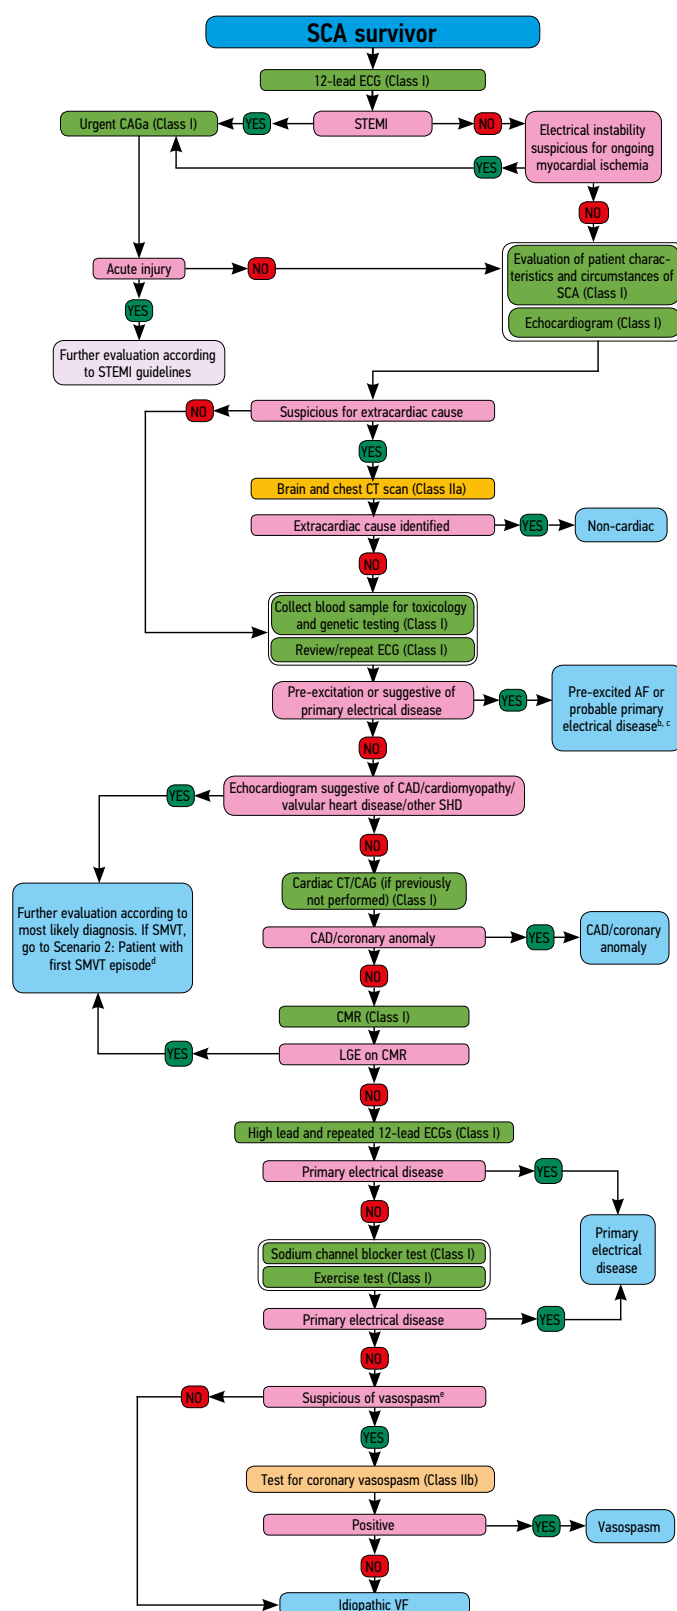 SCA survivor
12-lead ECG (Class I)
Urgent CAGa (Class I)
YES
STEMI
NO
Electrical instability
suspicious for ongoing
myocardial ischemia
YES
NO
Acute injury
NO
Evaluation of patient charac-
teristics and circumstances of
SCA (Class I)
Echocardiogram (Class I)
YES
Further evaluation according
to STEMI guidelines
NO
Suspicious for extracardiac cause
YES
Brain and chest CT scan (Class IIa)
Extracardiac cause identified
YES
Non-cardiac
NO
Collect blood sample for toxicology
and genetic testing (Class I)
Review/repeat ECG (Class I)
Pre-excitation or suggestive of
primary electrical disease
YES
Pre-excited AF or
probable primary
electrical disease^b, c
NO
YES
Echocardiogram suggestive of CAD/cardiomyopathy/
valvular heart disease/other SHD
NO
Cardiac CT/CAG (if previously
not performed) (Class I)
Further evaluation according to
most likely diagnosis. If SMVT,
go to Scenario 2: Patient with
first SMVT episode^d
CAD/coronary anomaly
YES
CAD/coronary
anomaly
NO
CMR (Class I)
YES
LGE on CMR
NO
High lead and repeated 12-lead ECGs (Class I)
Primary electrical disease
YES
NO
Primary
electrical
disease
Sodium channel blocker test (Class I)
Exercise test (Class I)
Primary electrical disease
YES
NO
NO
Suspicious of vasospasm^e
YES
Test for coronary vasospasm (Class IIb)
Positive
YES
Vasospasm
NO
Idiopathic VF